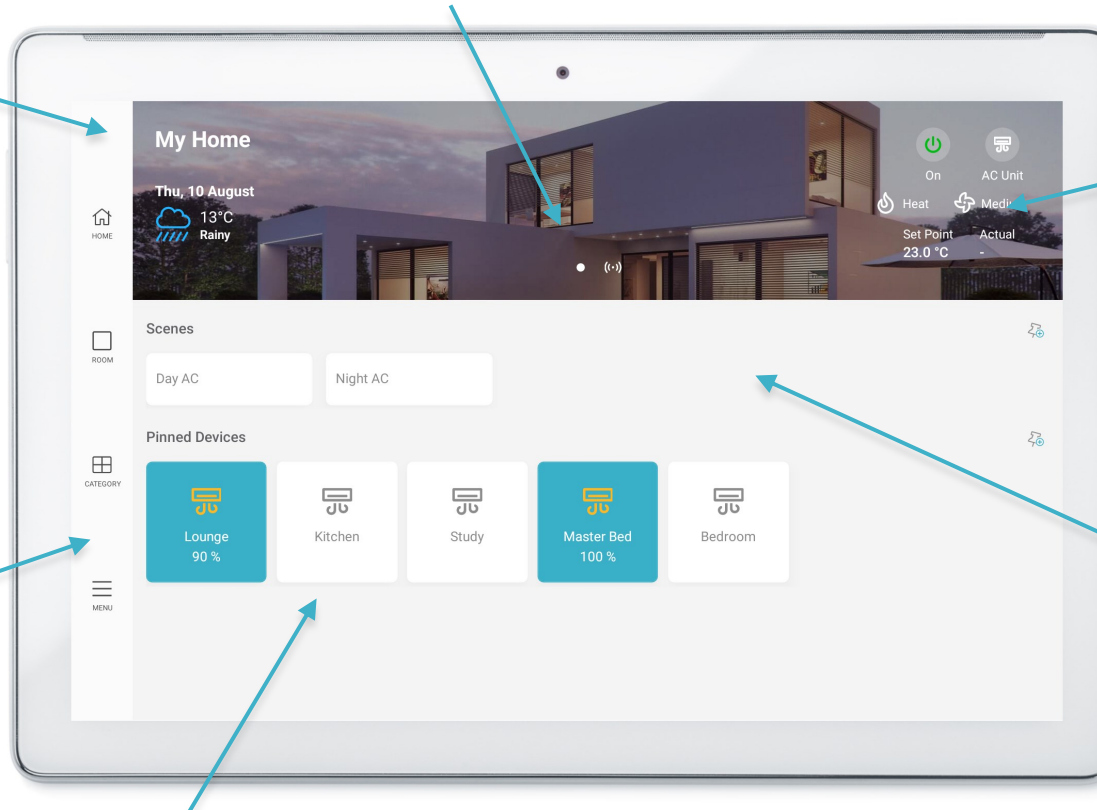 My Home
Thu, 10 August
13°C
Rainy
On
AC Unit
Heat
Set Point
Actual
23.0 °C
-
HOME
ROOM
CATEGORY
MENU
Scenes
Day AC
Night AC
Pinned Devices
Lounge
90 %
Kitchen
Study
Master Bed
100 %
Bedroom